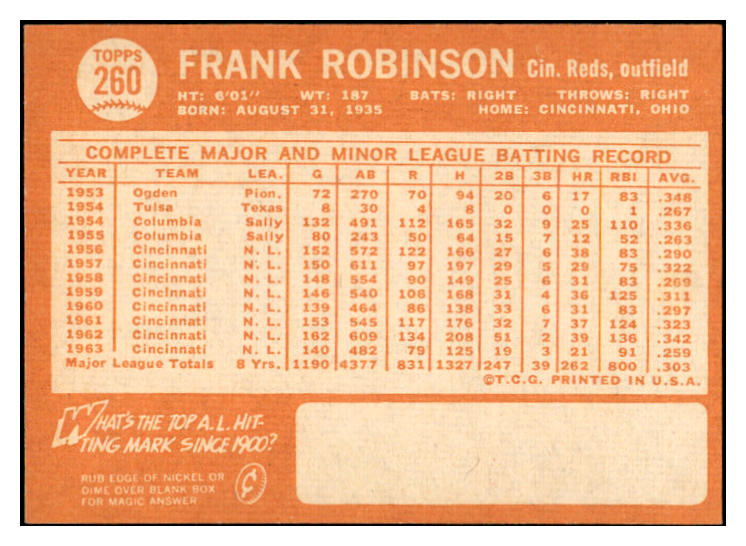 TOPPS
260
FRANK ROBINSON Cin. Reds, outfield
HT: 6'01" WT: 187 BATS: RIGHT THROWS: RIGHT
BORN: AUGUST 31, 1935 HOME: CINCINNATI, OHIO
COMPLETE MAJOR AND MINOR LEAGUE BATTING RECORD
YEAR TEAM LEA. G AB R H 2B 3B HR RBI AVG.
1953 Ogden Pion. 72 270 70 94 20 6 17 83 .348
1954 Tulsa Texas 8 30 4 8 0 0 0 1 .267
1954 Columbia Sally 132 491 112 165 32 9 25 110 .336
1955 Columbia Sally 80 243 50 64 15 7 12 52 .263
1956 Cincinnati N. L. 152 572 122 166 27 6 38 83 .290
1957 Cincinnati N. L. 150 611 97 197 29 5 29 75 .322
1958 Cincinnati N. L. 148 554 90 149 25 6 31 83 .269
1959 Cincinnati N. L. 146 540 106 168 31 4 36 125 .311
1960 Cincinnati N. L. 139 464 86 138 33 6 31 83 .297
1961 Cincinnati N. L. 153 545 117 176 32 7 37 124 .323
1962 Cincinnati N. L. 162 609 134 208 51 2 39 136 .342
1963 Cincinnati N. L. 140 482 79 125 19 3 21 91 .259
Major League Totals 8 Yrs. 1190 4377 831 1327 247 39 262 800 .303
©T.C.G. PRINTED IN U.S.A.
WHAT'S THE TOP A.L. HIT-
TING MARK SINCE 1900?
RUB EDGE OF NICKEL OR
DIME OVER BLANK BOX
FOR MAGIC ANSWER